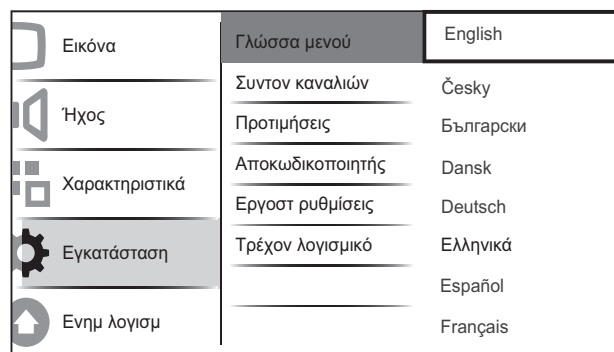 Εικόνα
Ήχος
Χαρακτηριστικά
Εγκατάσταση
Ενημ λογισμ
Γλώσσα μενού
Συντον καναλιών
Προτιμήσεις
Αποκωδικοποιητής
Εργοστ ρυθμίσεις
Τρέχον λογισμικό
English
Česky
Български
Dansk
Deutsch
Ελληνικά
Español
Français